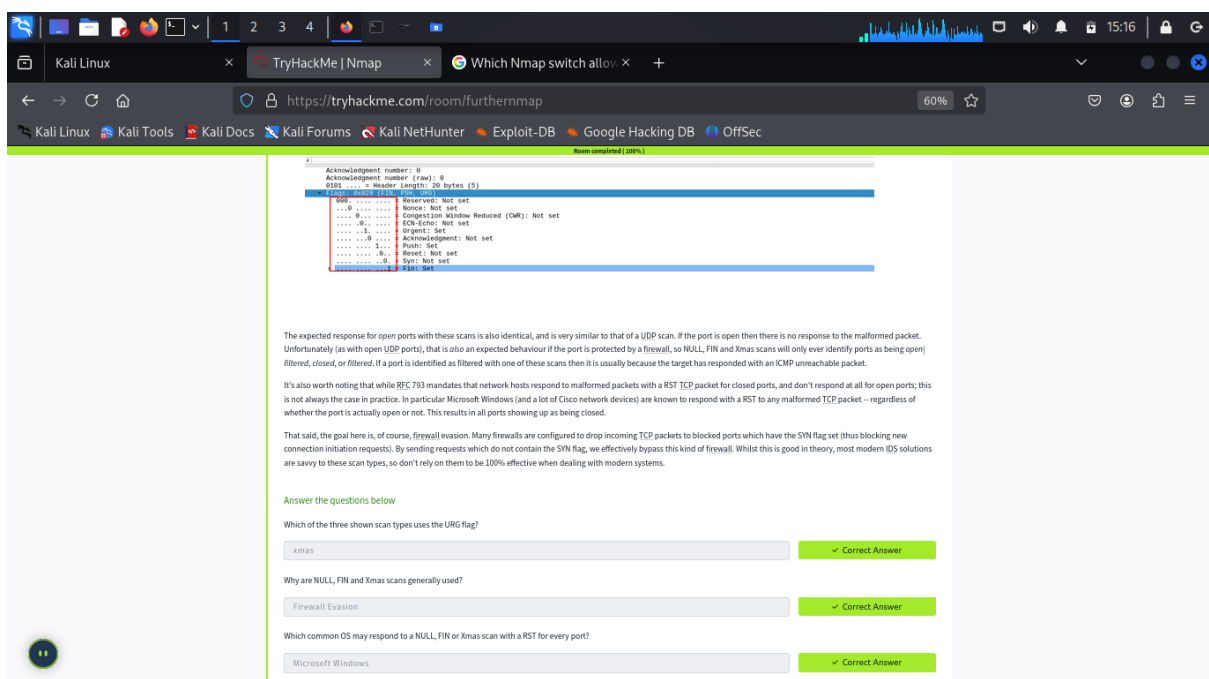 1 2 3 4 15:16
Kali Linux × TryHackMe | Nmap × Which Nmap switch allow × +
https://tryhackme.com/room/furthernmap 60%
Kali Linux Kali Tools Kali Docs Kali Forums Kali NetHunter Exploit-DB Google Hacking DB OffSec
Room completed ( 100% )
Acknowledgment number: 0
Acknowledgment number (raw): 0
0101 .... = Header Length: 20 bytes (5)
Flags: 0x029 (FIN, PSH, URG)
000. .... .... = Reserved: Not set
...0 .... .... = Nonce: Not set
.... 0... .... = Congestion Window Reduced (CWR): Not set
.... .0.. .... = ECN-Echo: Not set
.... ..1. .... = Urgent: Set
.... ...0 .... = Acknowledgment: Not set
.... .... 1... = Push: Set
.... .... .0.. = Reset: Not set
.... .... ..0. = Syn: Not set
.... .... ...1 = Fin: Set
The expected response for open ports with these scans is also identical, and is very similar to that of a UDP scan. If the port is open then there is no response to the malformed packet.
Unfortunately (as with open UDP ports), that is also an expected behaviour if the port is protected by a firewall, so NULL, FIN and Xmas scans will only ever identify ports as being open|
filtered, closed, or filtered. If a port is identified as filtered with one of these scans then it is usually because the target has responded with an ICMP unreachable packet.
It's also worth noting that while RFC 793 mandates that network hosts respond to malformed packets with a RST TCP packet for closed ports, and don't respond at all for open ports; this
is not always the case in practice. In particular Microsoft Windows (and a lot of Cisco network devices) are known to respond with a RST to any malformed TCP packet -- regardless of
whether the port is actually open or not. This results in all ports showing up as being closed.
That said, the goal here is, of course, firewall evasion. Many firewalls are configured to drop incoming TCP packets to blocked ports which have the SYN flag set (thus blocking new
connection initiation requests). By sending requests which do not contain the SYN flag, we effectively bypass this kind of firewall. Whilst this is good in theory, most modern IDS solutions
are savvy to these scan types, so don't rely on them to be 100% effective when dealing with modern systems.
Answer the questions below
Which of the three shown scan types uses the URG flag?
xmas ✓ Correct Answer
Why are NULL, FIN and Xmas scans generally used?
Firewall Evasion ✓ Correct Answer
Which common OS may respond to a NULL, FIN or Xmas scan with a RST for every port?
Microsoft Windows ✓ Correct Answer